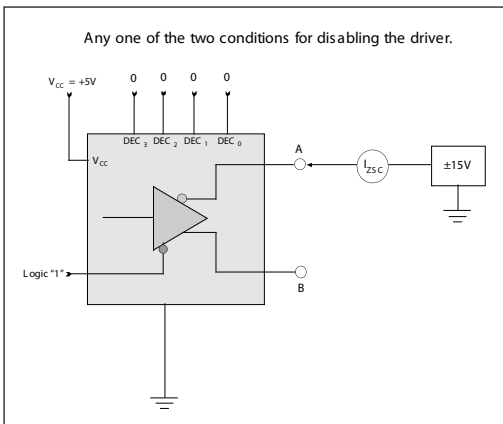 Any one of the two conditions for disabling the driver.
V_CC = +5V
0 0 0 0
DEC_3 DEC_2 DEC_1 DEC_0
V_CC
A
I_ZSC
±15V
Logic "1"
B